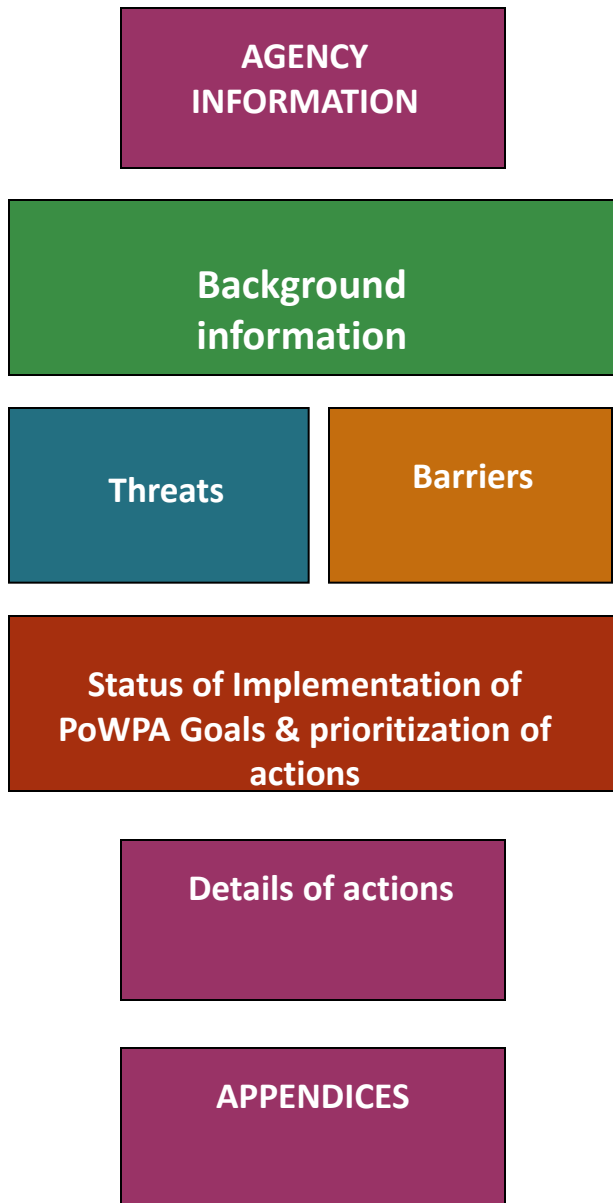 AGENCY
INFORMATION
Background
information
Threats
Barriers
Status of Implementation of
PoWPA Goals & prioritization of
actions
Details of actions
APPENDICES